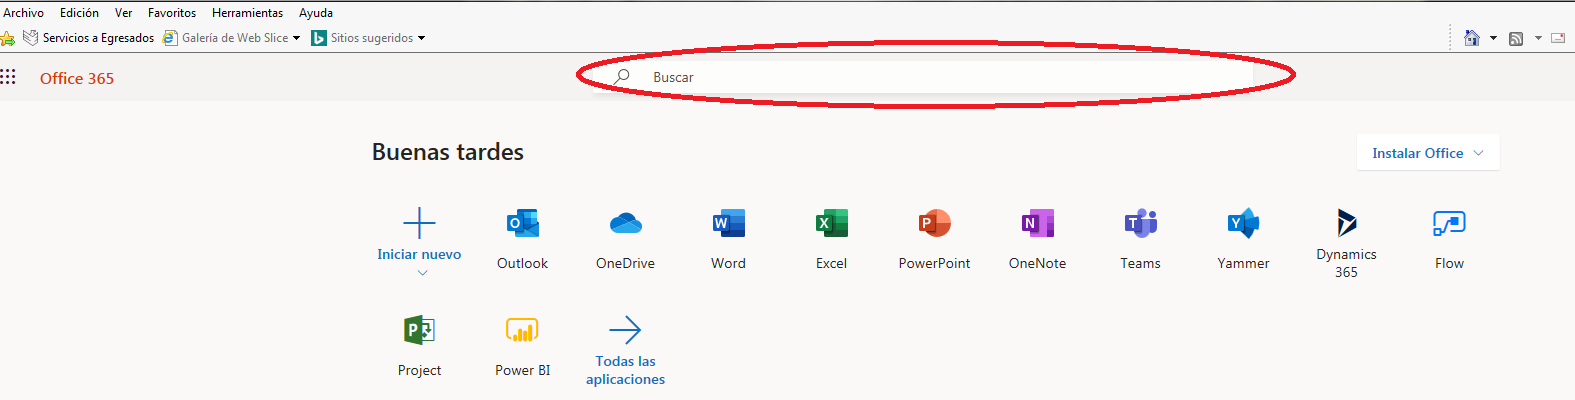 Archivo Edición Ver Favoritos Herramientas Ayuda
Servicios a Egresados Galería de Web Slice Sitios sugeridos
Office 365 Buscar
Buenas tardes
Instalar Office
Iniciar nuevo
Outlook
OneDrive
Word
Excel
PowerPoint
OneNote
Teams
Yammer
Dynamics
365
Flow
Project
Power BI
Todas las
aplicaciones